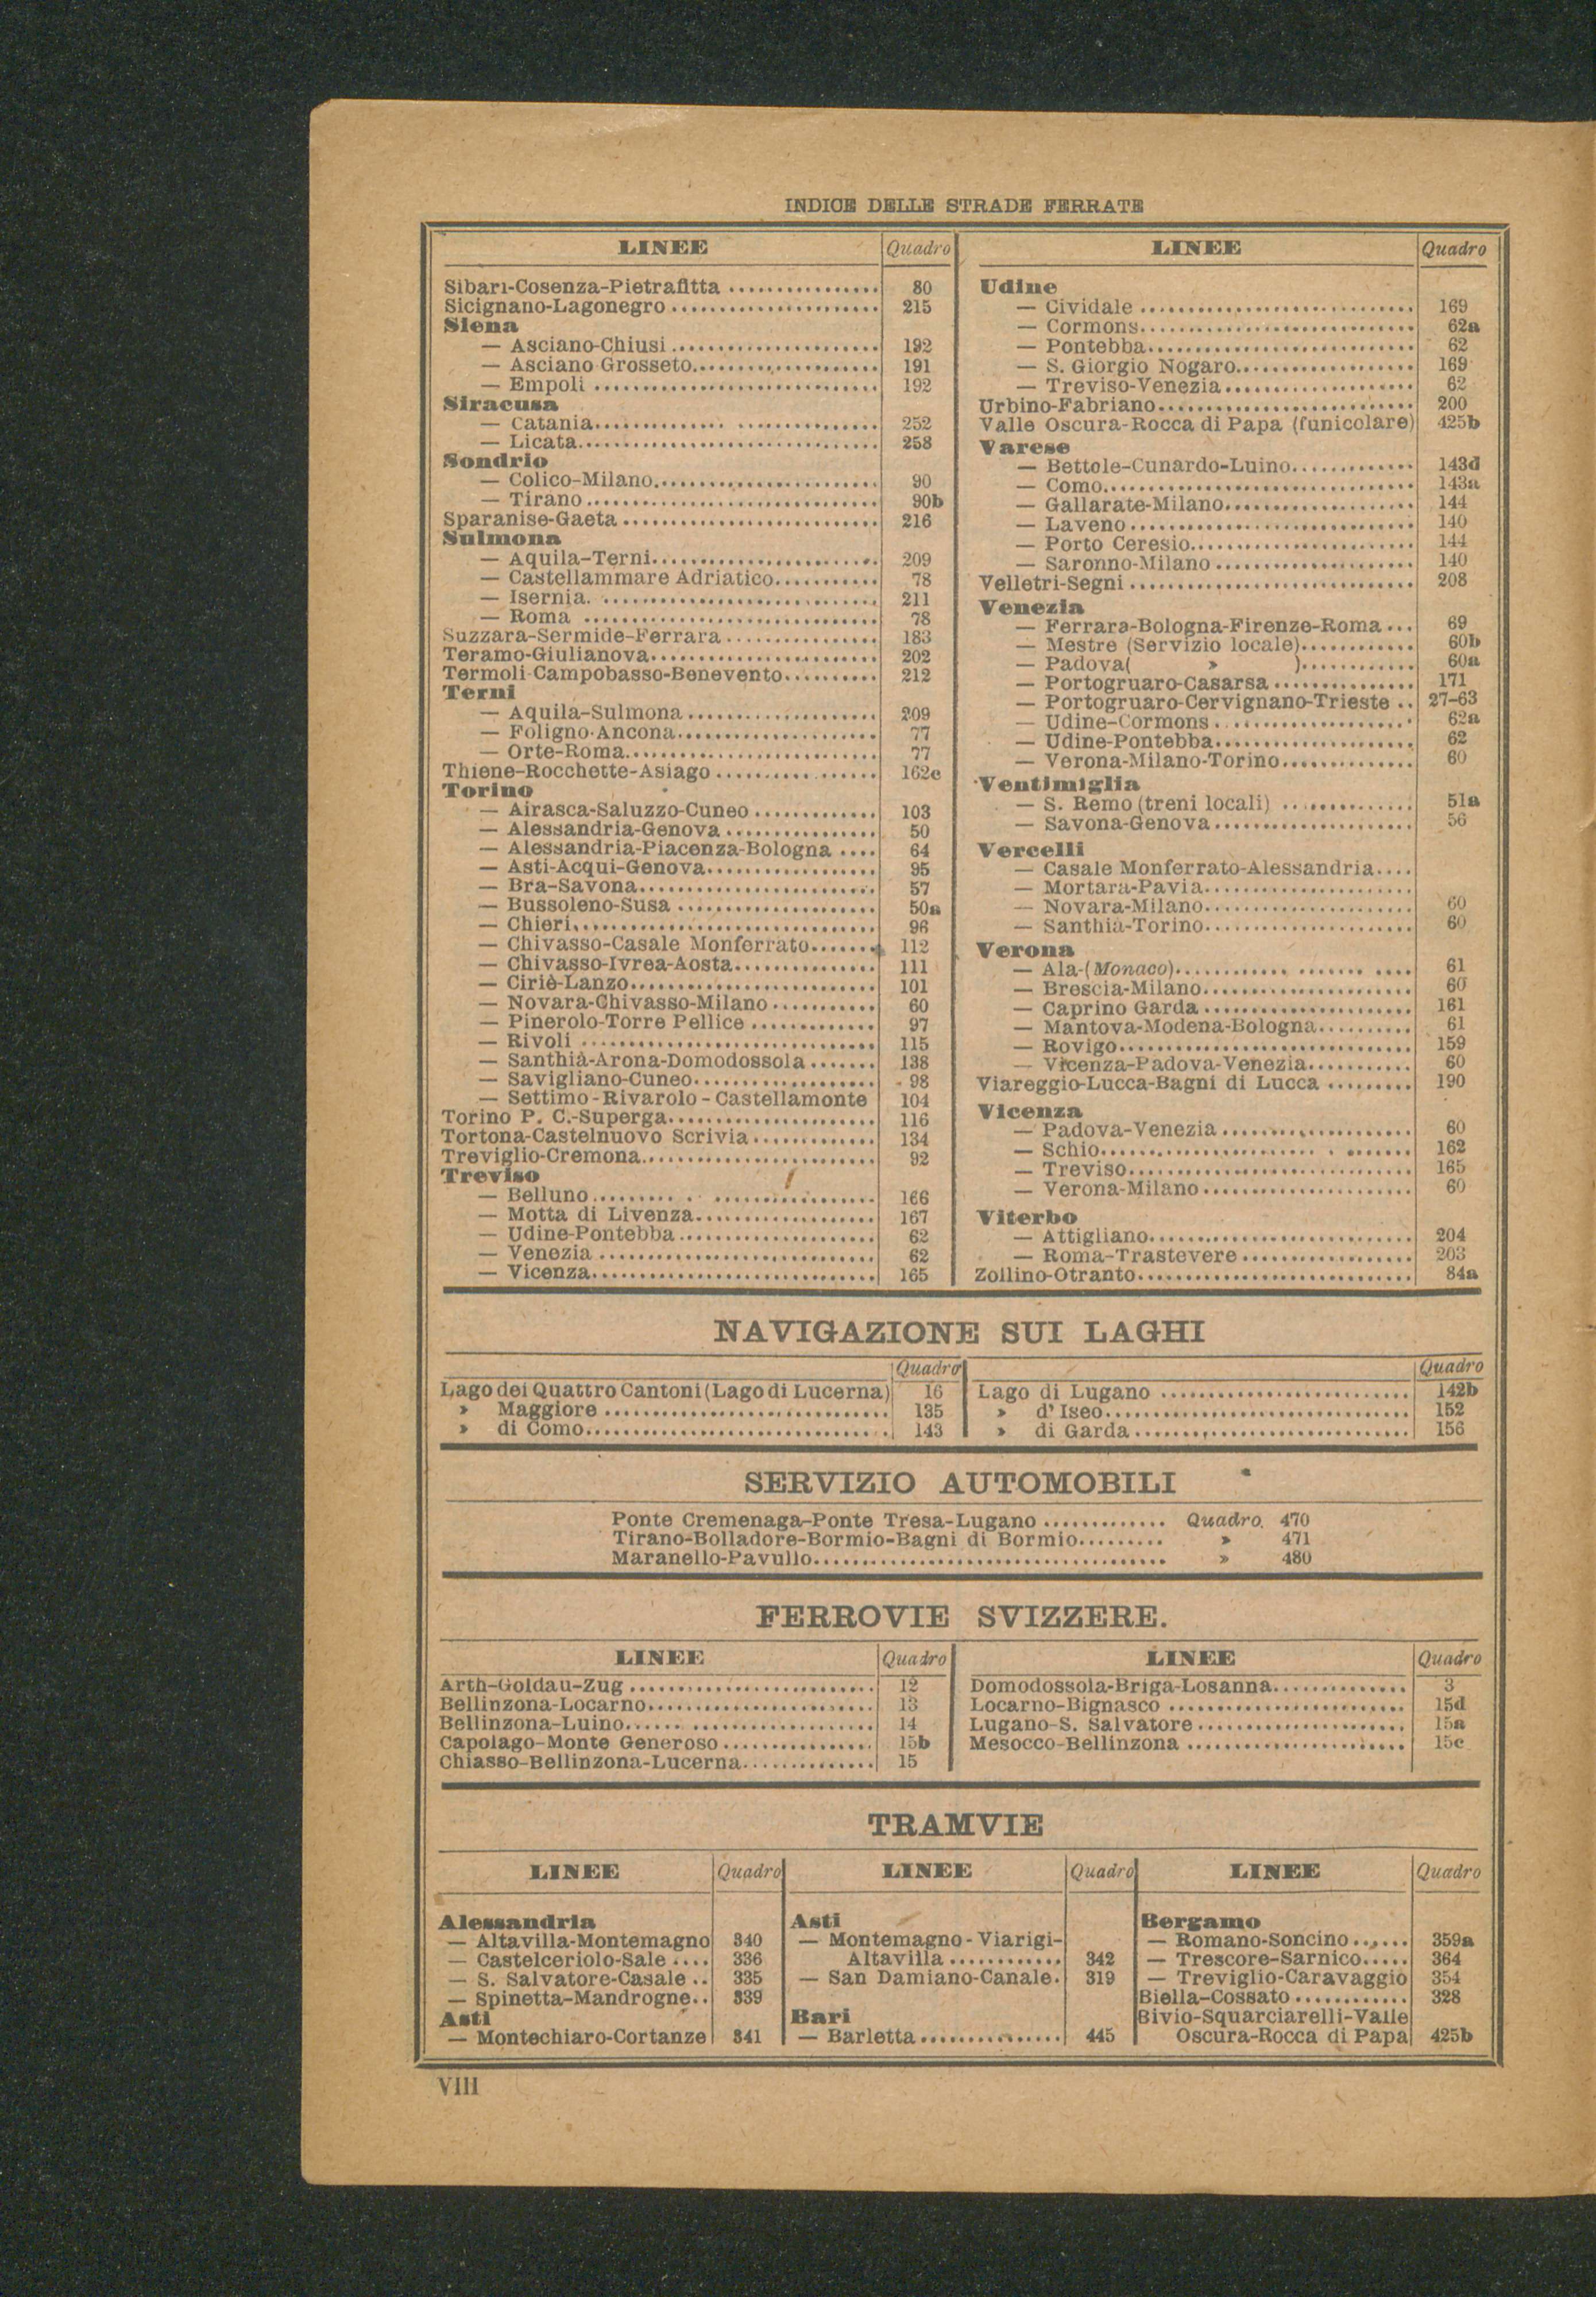 INDICE DELLE STRADE FERRATE
LINEE Quadro
Sibari-Cosenza-Pietrafitta ................ 80
Sicignano-Lagonegro ...................... 215
Siena
— Asciano-Chiusi ...................... 192
— Asciano Grosseto.................... 191
— Empoli .............................. 192
Siracusa
— Catania.............. ............... 252
— Licata................................ 258
Sondrio
— Colico-Milano........................ 90
— Tirano ............................... 90b
Sparanise-Gaeta ........................... 216
Sulmona
— Aquila-Terni......................... 209
— Castellammare Adriatico........... 78
— Isernia. ............................. 211
— Roma ............................... 78
Suzzara-Sermide-Ferrara ................ 183
Teramo-Giulianova........................ 202
Termoli-Campobasso-Benevento.......... 212
Terni
— Aquila-Sulmona .................... 209
— Foligno-Ancona..................... 77
— Orte-Roma........................... 77
Thiene-Rocchette-Asiago ................. 162c
Torino
— Airasca-Saluzzo-Cuneo ............. 103
— Alessandria-Genova ................ 50
— Alessandria-Piacenza-Bologna .... 64
— Asti-Acqui-Genova.................. 95
— Bra-Savona......................... 57
— Bussoleno-Susa ..................... 50a
— Chieri................................ 96
— Chivasso-Casale Monferrato....... 112
— Chivasso-Ivrea-Aosta............... 111
— Ciriè-Lanzo.......................... 101
— Novara-Chivasso-Milano ........... 60
— Pinerolo-Torre Pellice ............. 97
— Rivoli ............................... 115
— Santhià-Arona-Domodossola ....... 138
— Savigliano-Cuneo................... 98
— Settimo-Rivarolo-Castellamonte 104
Torino P. C.-Superga...................... 116
Tortona-Castelnuovo Scrivia ............. 134
Treviglio-Cremona......................... 92
Treviso
— Belluno......... . ................. 166
— Motta di Livenza................... 167
— Udine-Pontebba ..................... 62
— Venezia ............................. 62
— Vicenza.............................. 165
LINEE Quadro
Udine
— Cividale ............................. 169
— Cormons............................. 62a
— Pontebba............................ 62
— S. Giorgio Nogaro................... 169
— Treviso-Venezia .................... 62
Urbino-Fabriano ........................... 200
Valle Oscura-Rocca di Papa (funicolare) 425b
Varese
— Bettole-Cunardo-Luino............. 143d
— Como................................. 143a
— Gallarate-Milano.................... 144
— Laveno .............................. 140
— Porto Ceresio....................... 144
— Saronno-Milano ..................... 140
Velletri-Segni .............................. 208
Venezia
— Ferrara-Bologna-Firenze-Roma ... 69
— Mestre (Servizio locale)............ 60b
— Padova( » )............ 60a
— Portogruaro-Casarsa ............... 171
— Portogruaro-Cervignano-Trieste .. 27-63
— Udine-Cormons ..................... 62a
— Udine-Pontebba..................... 62
— Verona-Milano-Torino.............. 60
Ventimiglia
— S. Remo (treni locali) .............. 51a
— Savona-Genova ..................... 56
Vercelli
— Casale Monferrato-Alessandria....
— Mortara-Pavia......................
— Novara-Milano...................... 60
— Santhià-Torino...................... 60
Verona
— Ala-(Monaco)............ ....... .... 61
— Brescia-Milano...................... 60
— Caprino Garda ...................... 161
— Mantova-Modena-Bologna.......... 61
— Rovigo............................... 159
— Vicenza-Padova-Venezia........... 60
Viareggio-Lucca-Bagni di Lucca ......... 190
Vicenza
— Padova-Venezia .................... 60
— Schio...................... . ....... 162
— Treviso.............................. 165
— Verona-Milano ...................... 60
Viterbo
— Attigliano............................ 204
— Roma-Trastevere .................. 203
Zollino-Otranto............................. 84a
NAVIGAZIONE SUI LAGHI
Quadro Quadro
Lago dei Quattro Cantoni (Lago di Lucerna) 16
» Maggiore .............................. 135
» di Como................................ 143
Lago di Lugano .......................... 142b
» d'Iseo................................ 152
» di Garda ............................. 156
SERVIZIO AUTOMOBILI
Ponte Cremenaga-Ponte Tresa-Lugano ............. Quadro. 470
Tirano-Bolladore-Bormio-Bagni di Bormio......... » 471
Maranello-Pavullo..................................... » 480
FERROVIE SVIZZERE.
LINEE Quadro
Arth-Goldau-Zug .......................... 12
Bellinzona-Locarno........................ 13
Bellinzona-Luino...... ................... 14
Capolago-Monte Generoso ................ 15b
Chiasso-Bellinzona-Lucerna.............. 15
LINEE Quadro
Domodossola-Briga-Losanna.............. 3
Locarno-Bignasco ......................... 15d
Lugano-S. Salvatore ...................... 15a
Mesocco-Bellinzona ....................... 15c
TRAMVIE
LINEE Quadro
Alessandria
— Altavilla-Montemagno 340
— Castelceriolo-Sale .... 336
— S. Salvatore-Casale .. 335
— Spinetta-Mandrogne.. 339
Asti
— Montechiaro-Cortanze 341
LINEE Quadro
Asti
— Montemagno-Viarigi-
Altavilla ............ 342
— San Damiano-Canale. 319
Bari
— Barletta ............... 445
LINEE Quadro
Bergamo
— Romano-Soncino ...... 359a
— Trescore-Sarnico..... 364
— Treviglio-Caravaggio 354
Biella-Cossato ............ 328
Bivio-Squarciarelli-Valle
Oscura-Rocca di Papa 425b
VIII